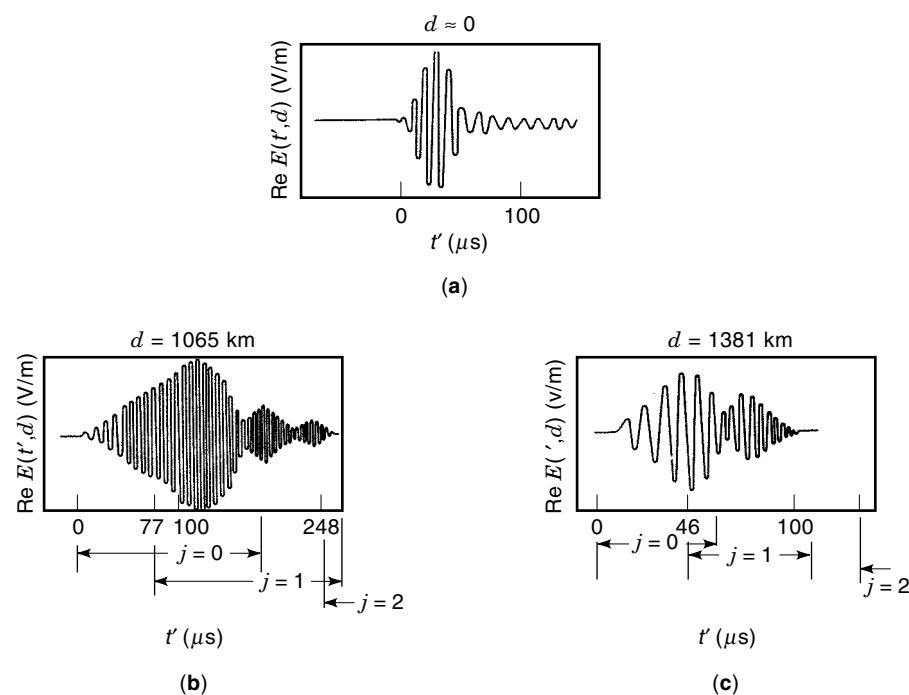 d ≈ 0
Re E(t′,d) (V/m)
0 100
t′ (μs)
(a)
d = 1065 km
Re E(t′,d) (V/m)
0 77 100 248
j = 0
j = 1
j = 2
t′ (μs)
(b)
d = 1381 km
Re E( ′,d) (v/m)
0 46 100
j = 0
j = 1
j = 2
t′ (μs)
(c)